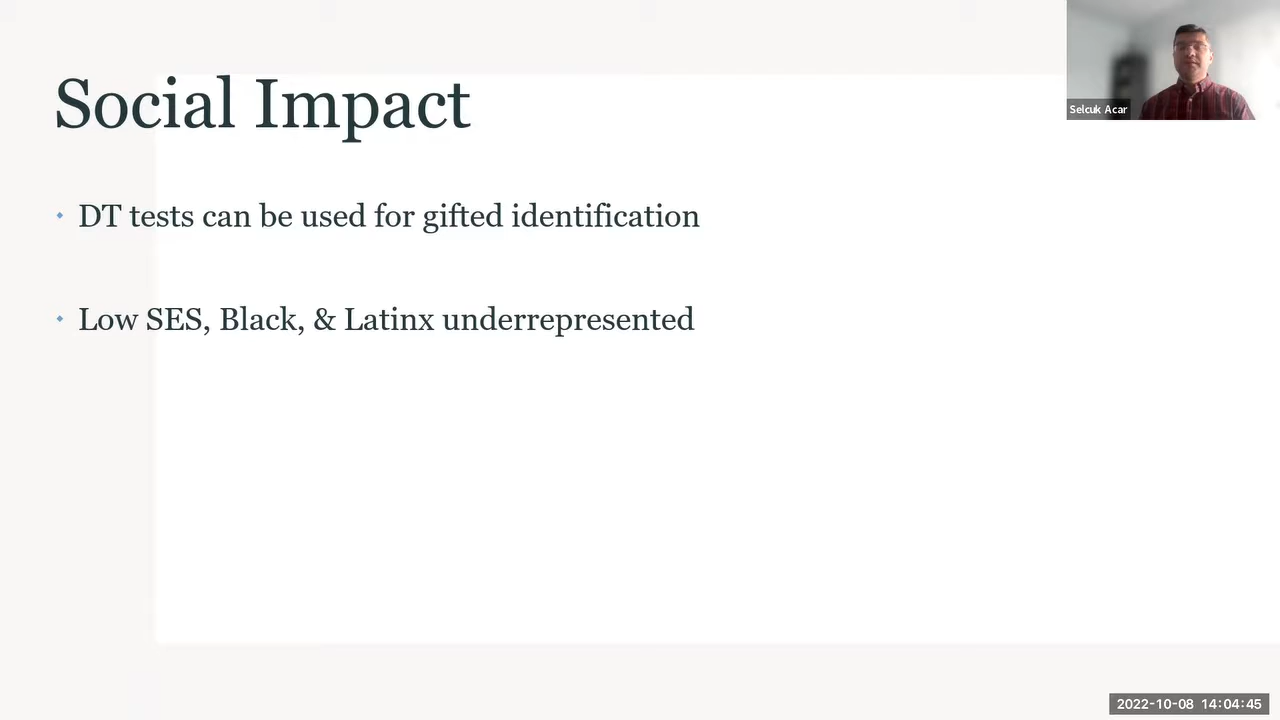 Social Impact
Selcuk Acar
DT tests can be used for gifted identification
Low SES, Black, & Latinx underrepresented
2022-10-08 14:04:45